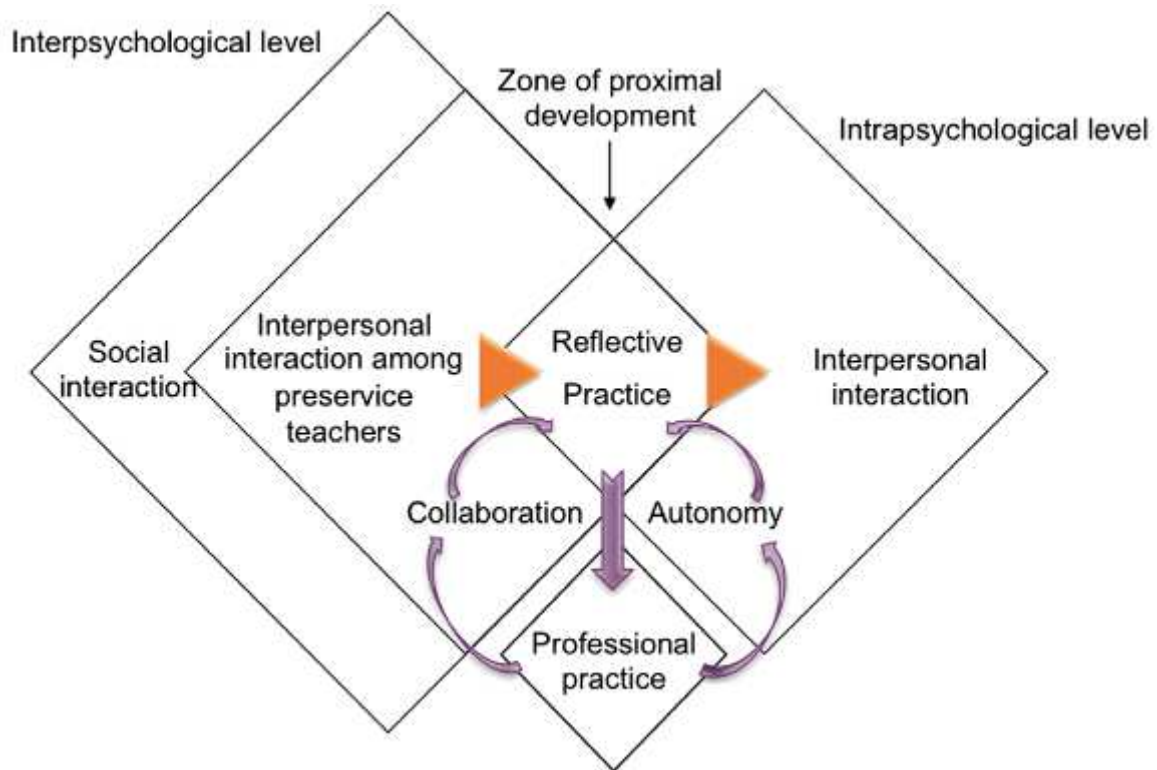 Interpsychological level
Zone of proximal
development
Intrapsychological level
Social
interaction
Interpersonal
interaction among
preservice
teachers
Reflective
Practice
Interpersonal
interaction
Collaboration
Autonomy
Professional
practice